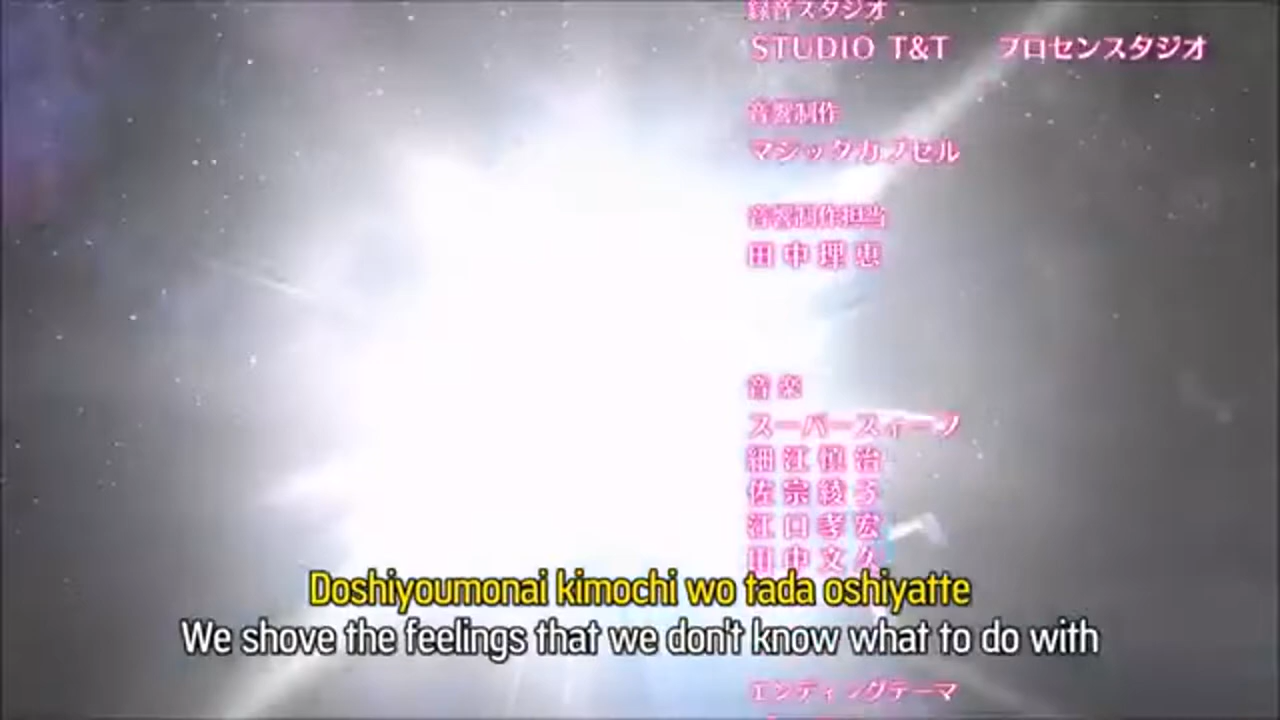 録音スタジオ
STUDIO T&T プロセンスタジオ
音響制作
マジックカプセル
音響制作担当
田中理恵
音楽
スーパースィープ
細江慎治
佐宗綾子
江口孝宏
田中文久
Doshiyoumonai kimochi wo tada oshiyatte
We shove the feelings that we don't know what to do with
エンディングテーマ